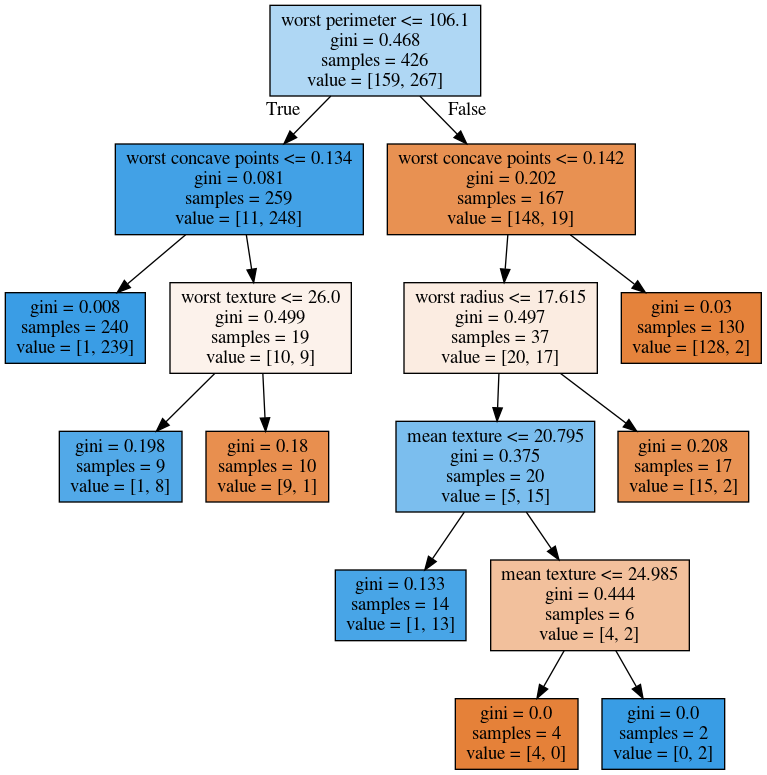 worst perimeter <= 106.1
gini = 0.468
samples = 426
value = [159, 267]
True
False
worst concave points <= 0.134
gini = 0.081
samples = 259
value = [11, 248]
worst concave points <= 0.142
gini = 0.202
samples = 167
value = [148, 19]
gini = 0.008
samples = 240
value = [1, 239]
worst texture <= 26.0
gini = 0.499
samples = 19
value = [10, 9]
worst radius <= 17.615
gini = 0.497
samples = 37
value = [20, 17]
gini = 0.03
samples = 130
value = [128, 2]
gini = 0.198
samples = 9
value = [1, 8]
gini = 0.18
samples = 10
value = [9, 1]
mean texture <= 20.795
gini = 0.375
samples = 20
value = [5, 15]
gini = 0.208
samples = 17
value = [15, 2]
gini = 0.133
samples = 14
value = [1, 13]
mean texture <= 24.985
gini = 0.444
samples = 6
value = [4, 2]
gini = 0.0
samples = 4
value = [4, 0]
gini = 0.0
samples = 2
value = [0, 2]